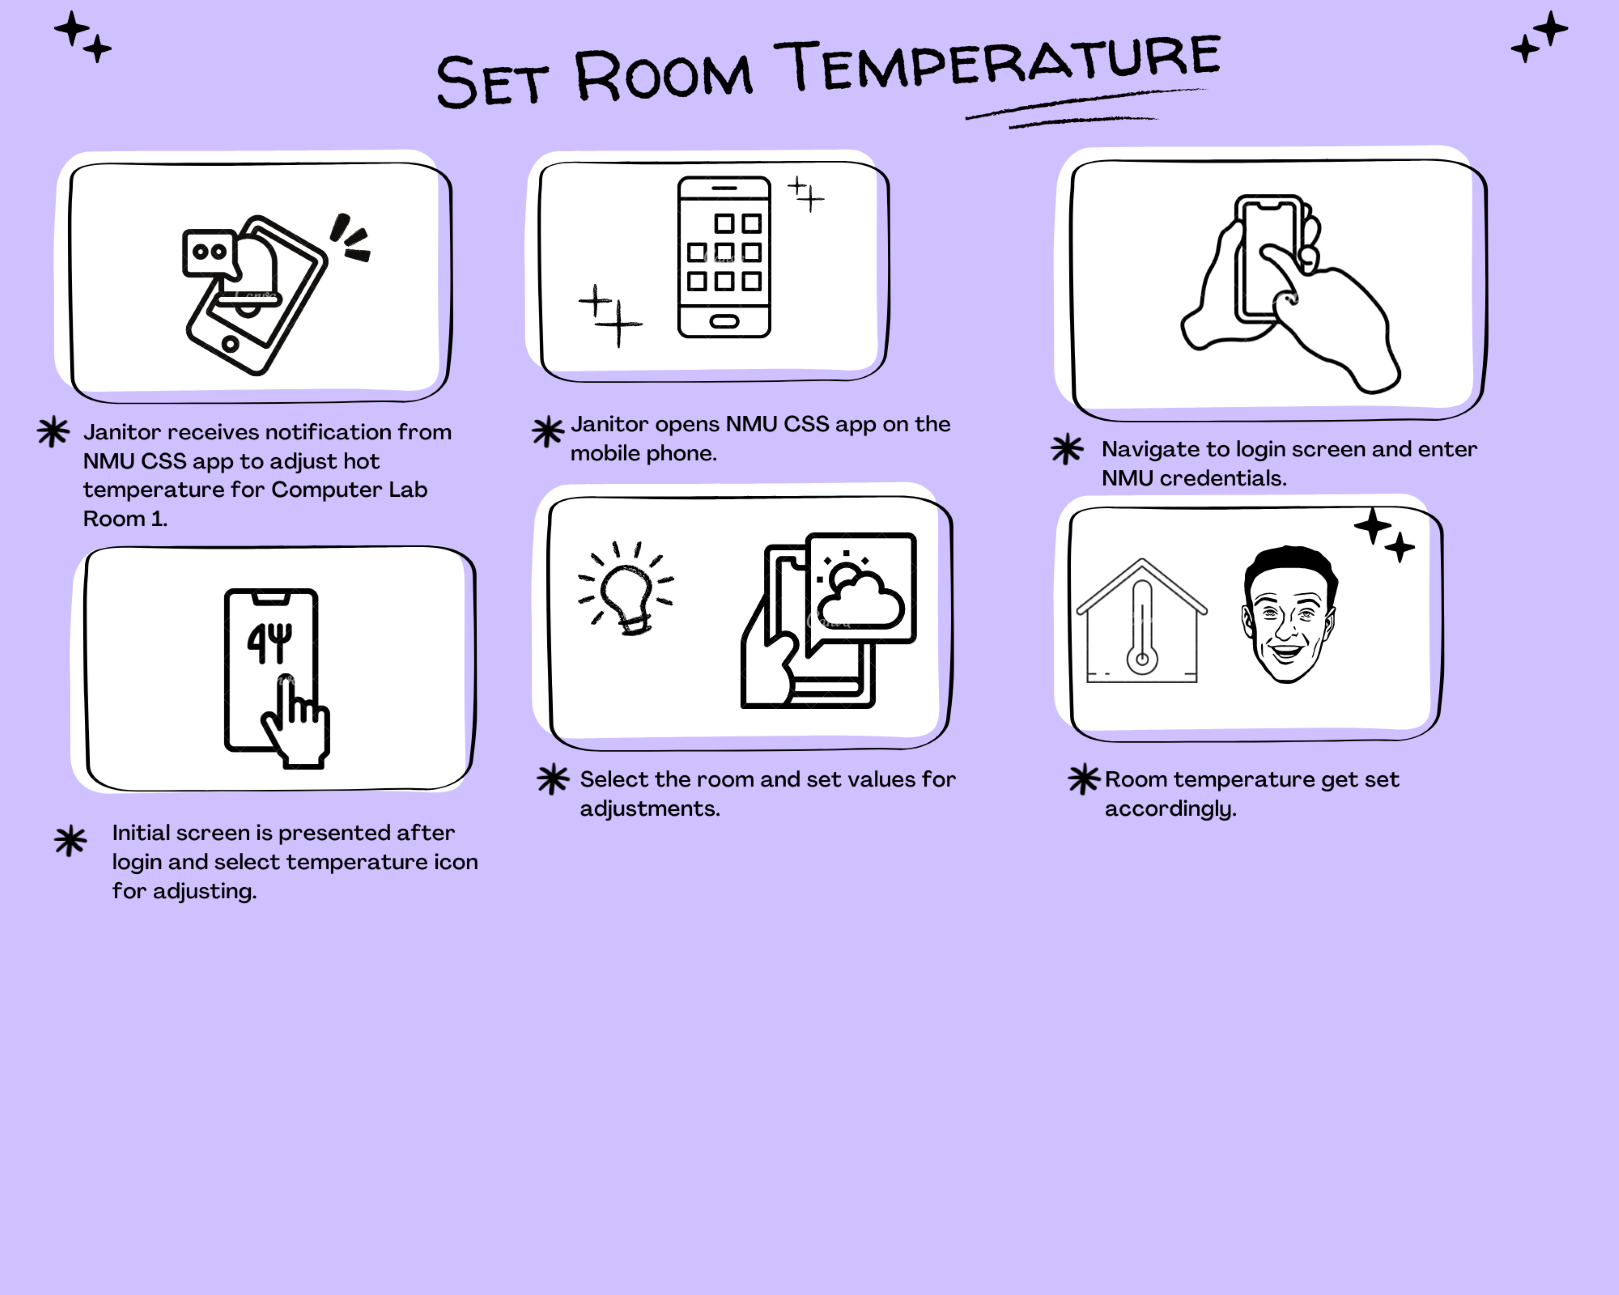 SET ROOM TEMPERATURE
Janitor receives notification from
NMU CSS app to adjust hot
temperature for Computer Lab
Room 1.
Janitor opens NMU CSS app on the
mobile phone.
Navigate to login screen and enter
NMU credentials.
Initial screen is presented after
login and select temperature icon
for adjusting.
Select the room and set values for
adjustments.
Room temperature get set
accordingly.